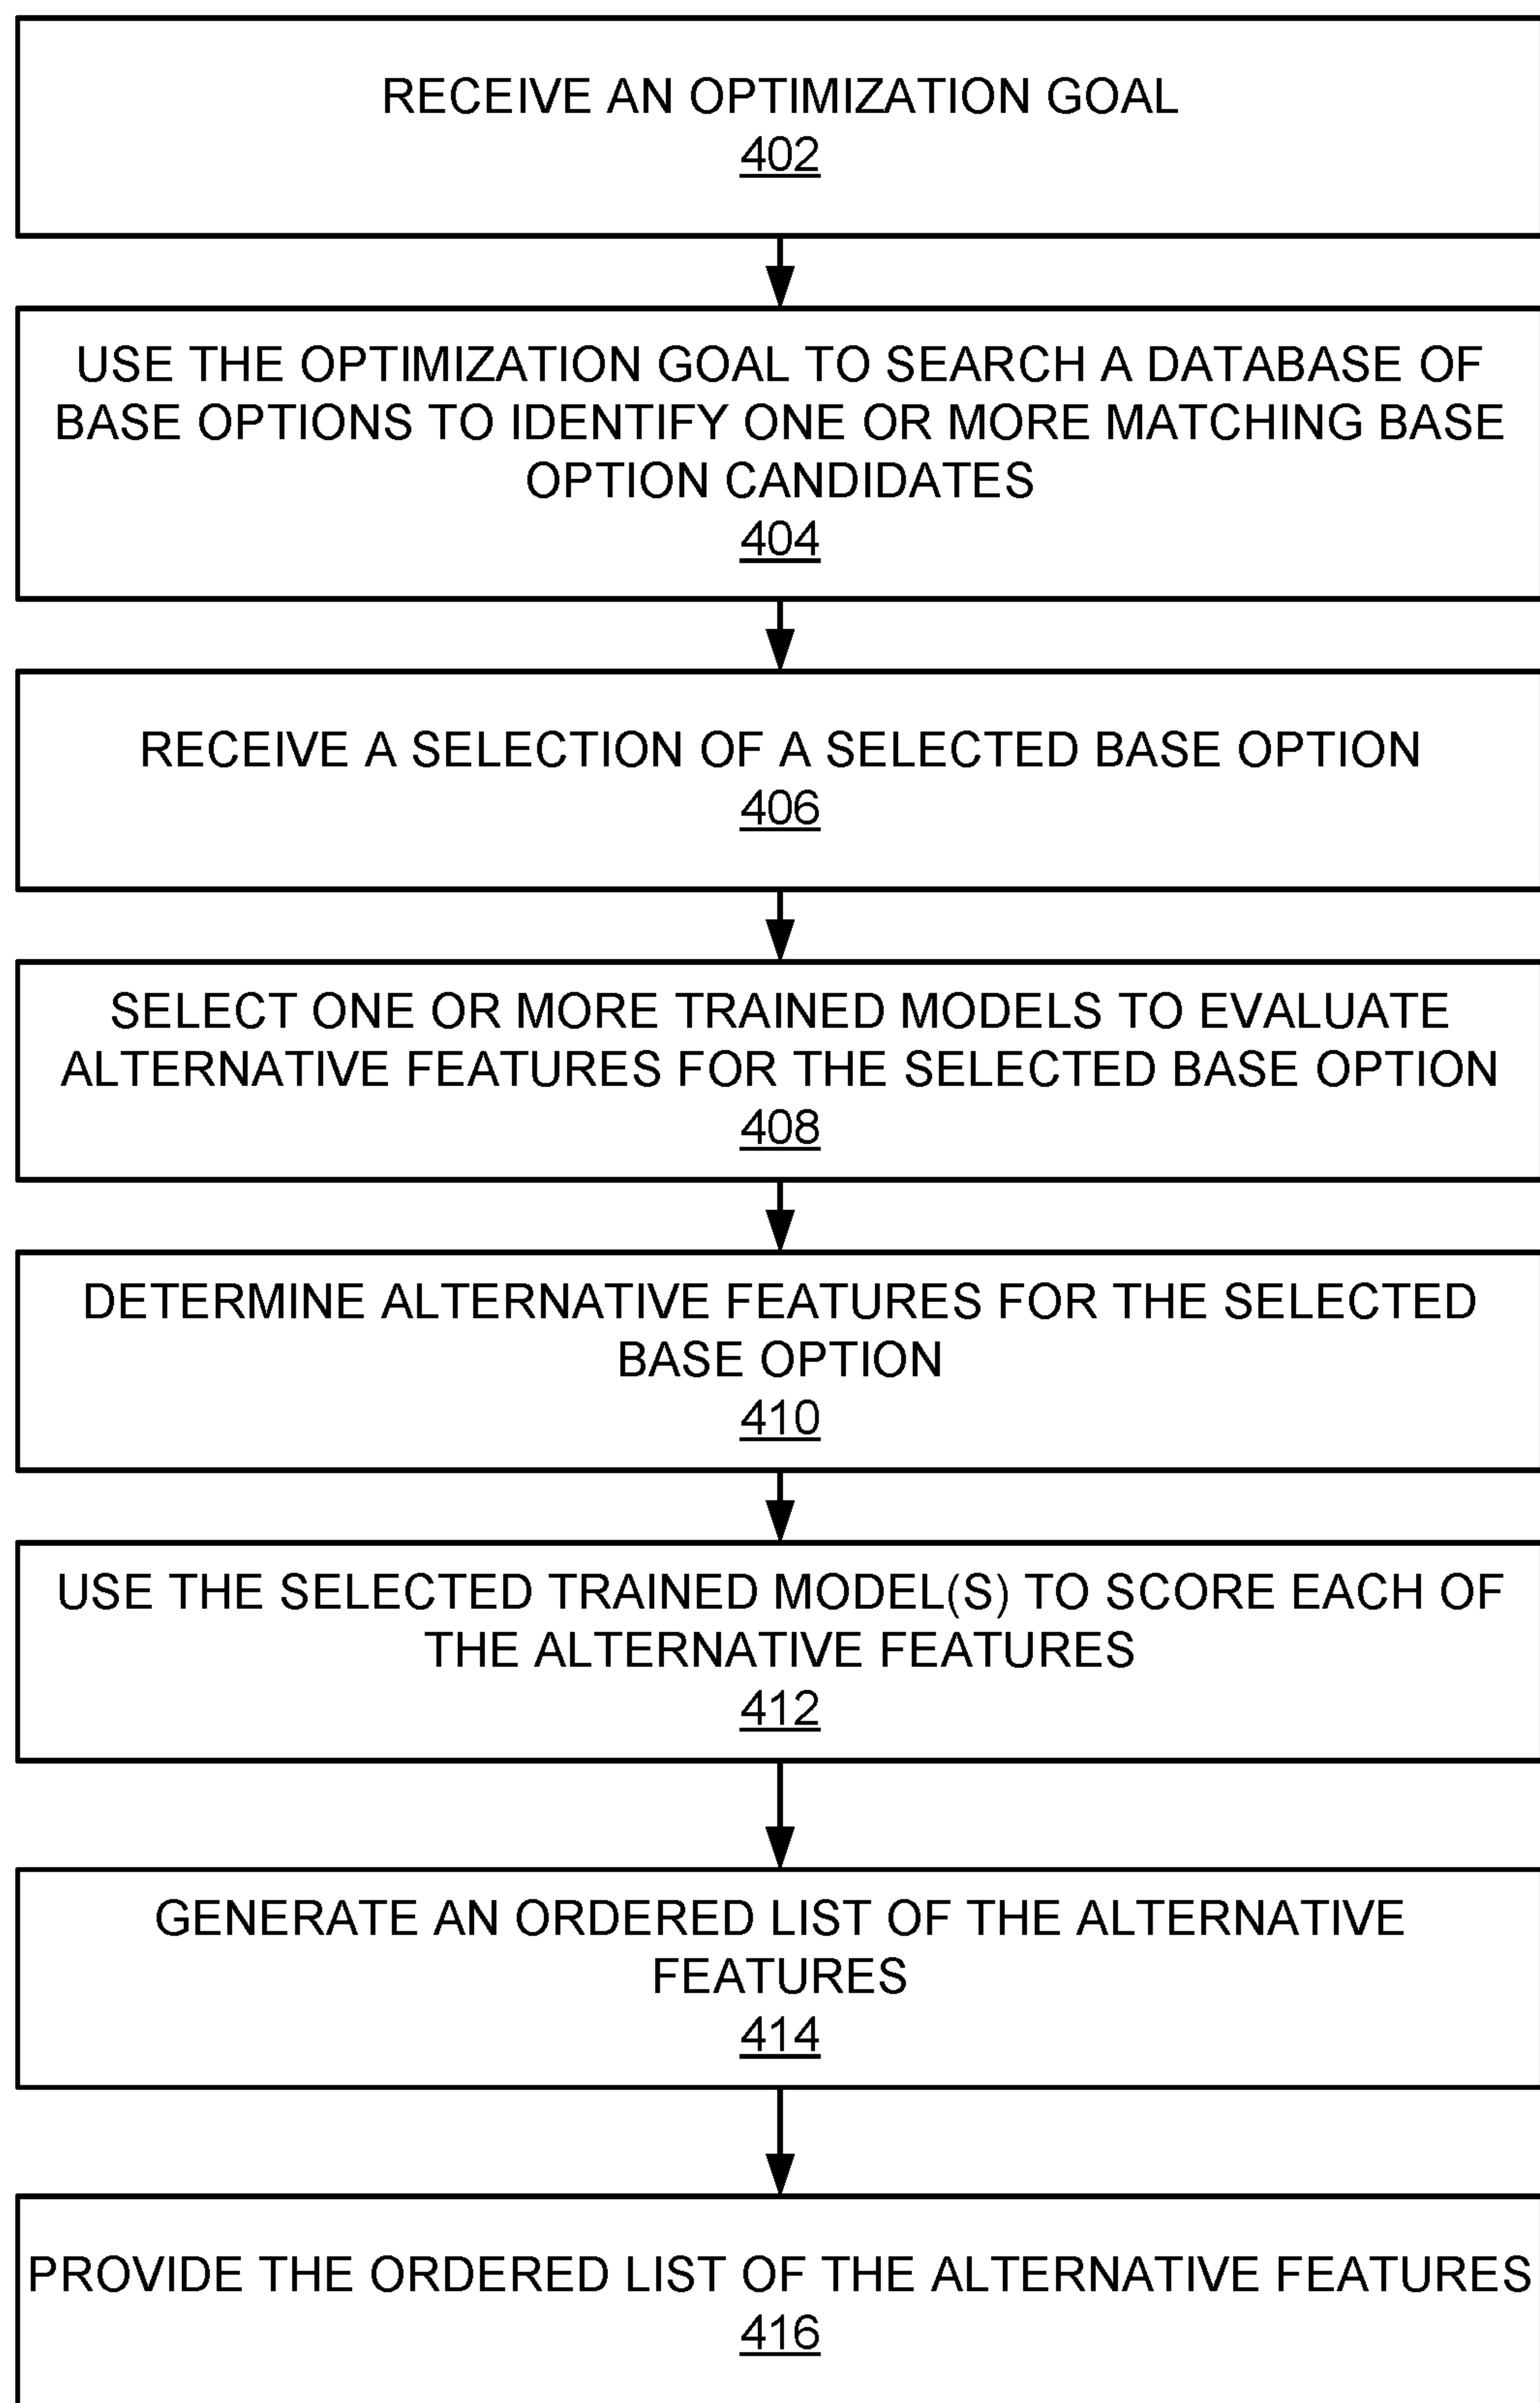 RECEIVE AN OPTIMIZATION GOAL
402
USE THE OPTIMIZATION GOAL TO SEARCH A DATABASE OF
BASE OPTIONS TO IDENTIFY ONE OR MORE MATCHING BASE
OPTION CANDIDATES
404
RECEIVE A SELECTION OF A SELECTED BASE OPTION
406
SELECT ONE OR MORE TRAINED MODELS TO EVALUATE
ALTERNATIVE FEATURES FOR THE SELECTED BASE OPTION
408
DETERMINE ALTERNATIVE FEATURES FOR THE SELECTED
BASE OPTION
410
USE THE SELECTED TRAINED MODEL(S) TO SCORE EACH OF
THE ALTERNATIVE FEATURES
412
GENERATE AN ORDERED LIST OF THE ALTERNATIVE
FEATURES
414
PROVIDE THE ORDERED LIST OF THE ALTERNATIVE FEATURES
416